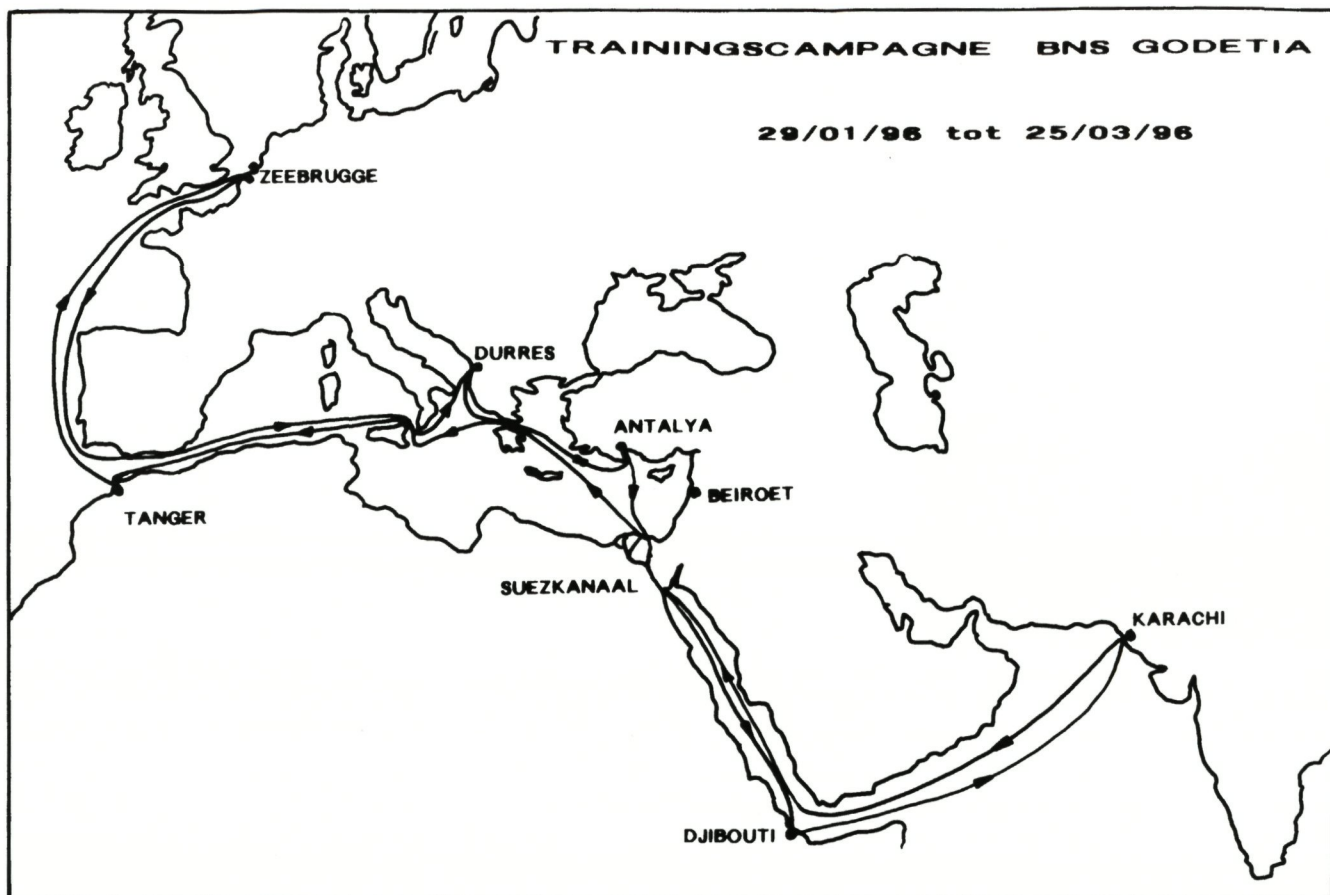 TRAININGSCAMPAGNE BNS GODETIA
29/01/96 tot 25/03/96
ZEEBRUGGE
DURRES
ANTALYA
BEIROET
TANGER
SUEZKANAAL
KARACHI
DJIBOUTI